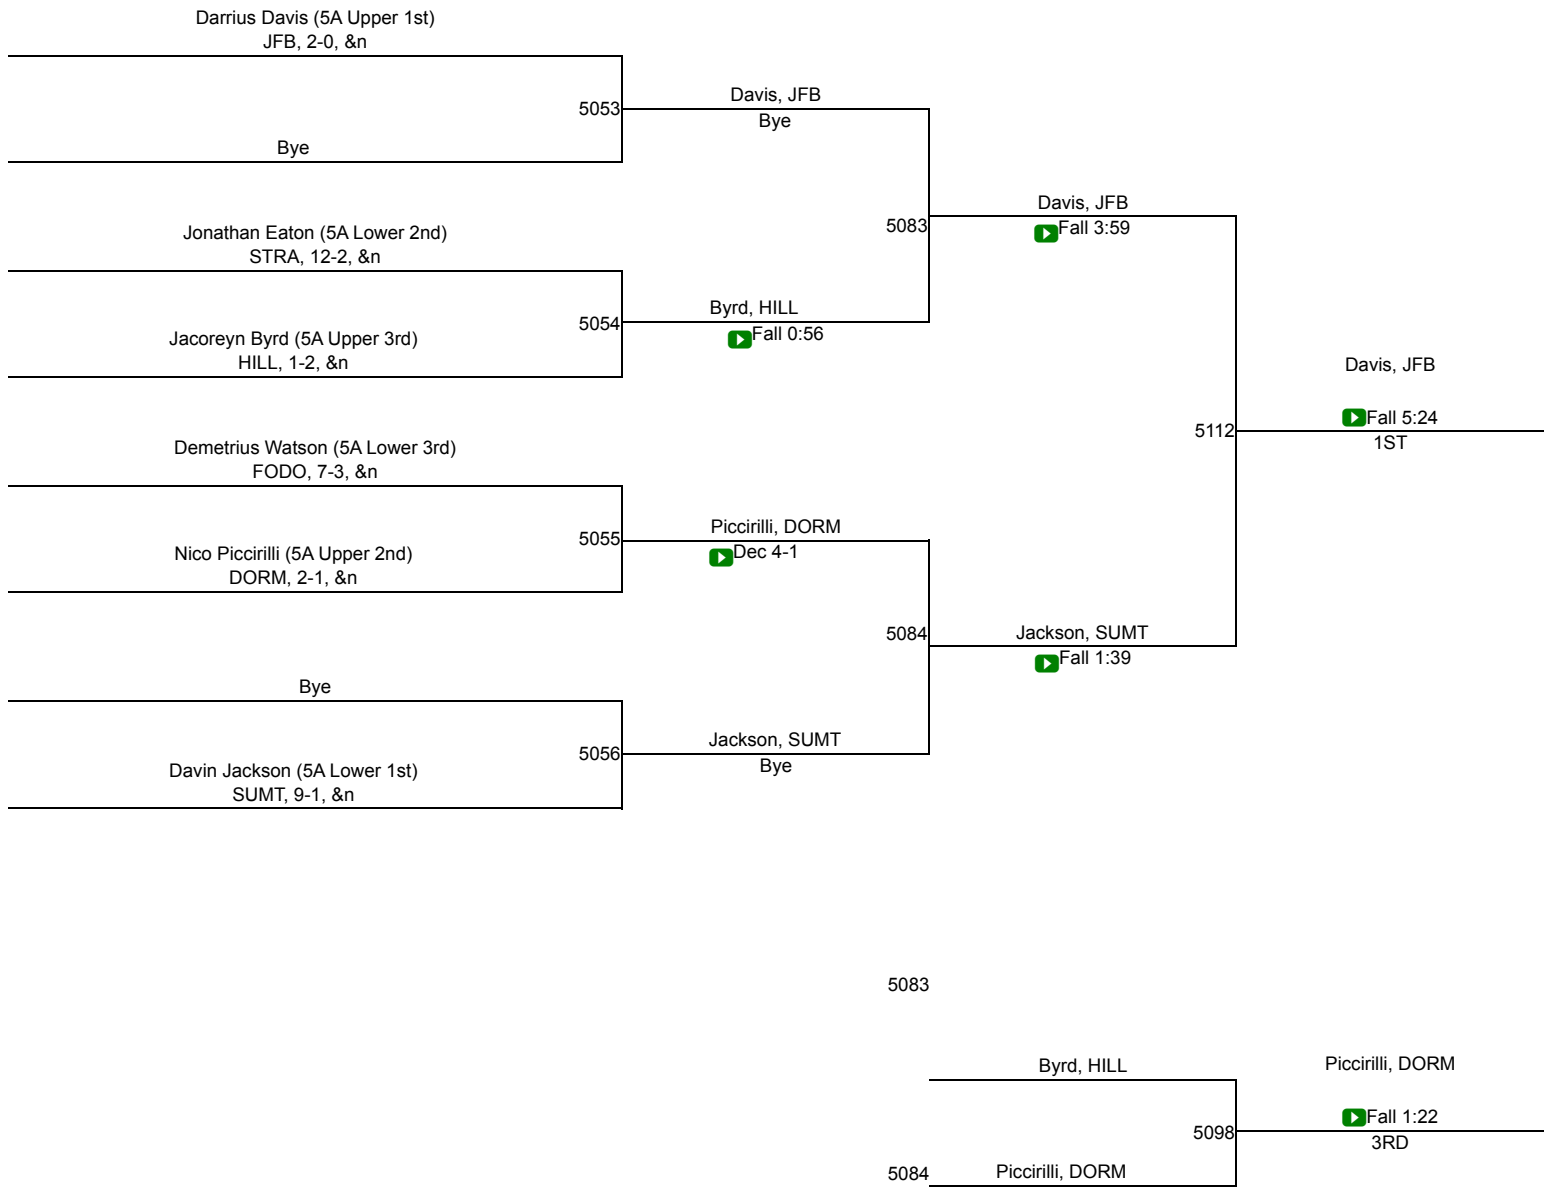 Darrius Davis (5A Upper 1st)
JFB, 2-0, &n
5053
Davis, JFB
Bye
Bye
Jonathan Eaton (5A Lower 2nd)
STRA, 12-2, &n
5083
Davis, JFB
Fall 3:59
5054
Byrd, HILL
Fall 0:56
Jacoreyn Byrd (5A Upper 3rd)
HILL, 1-2, &n
Davis, JFB
Fall 5:24
5112
1ST
Demetrius Watson (5A Lower 3rd)
FODO, 7-3, &n
5055
Piccirilli, DORM
Dec 4-1
Nico Piccirilli (5A Upper 2nd)
DORM, 2-1, &n
5084
Jackson, SUMT
Fall 1:39
Bye
5056
Jackson, SUMT
Bye
Davin Jackson (5A Lower 1st)
SUMT, 9-1, &n
5083
Byrd, HILL
Piccirilli, DORM
Fall 1:22
5098
3RD
5084
Piccirilli, DORM